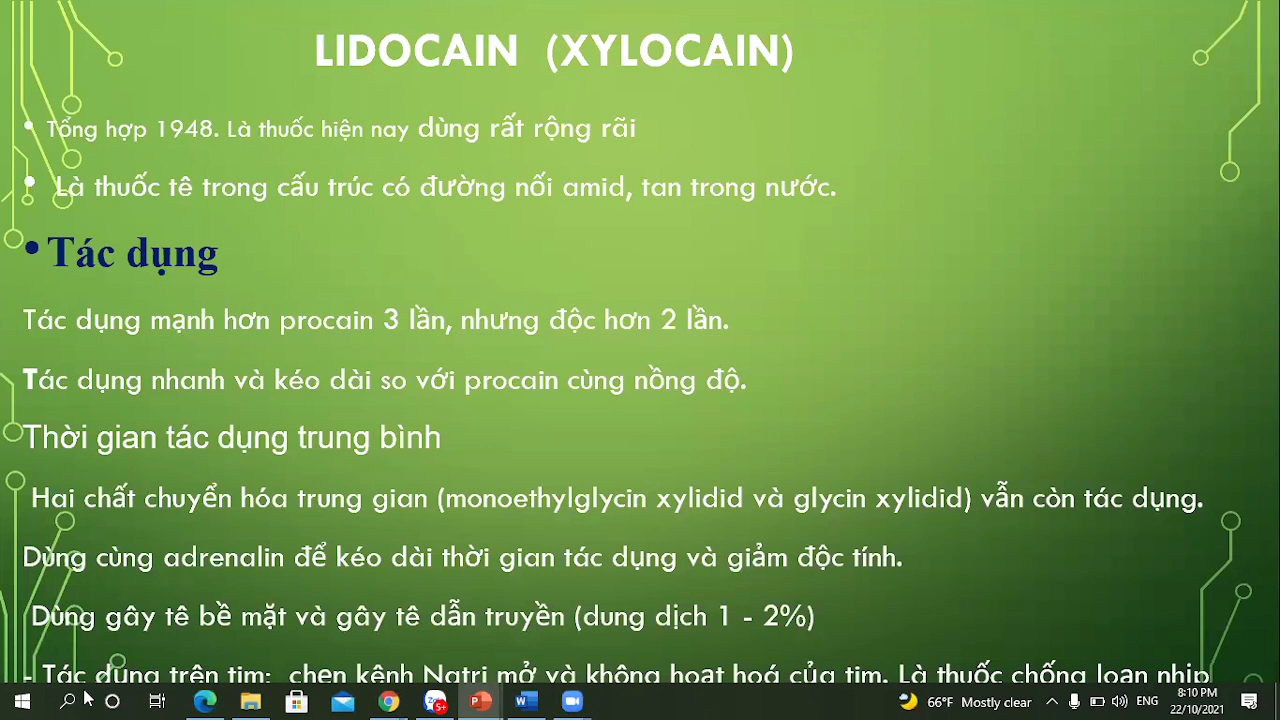 LIDOCAIN (XYLOCAIN)
• Tổng hợp 1948. Là thuốc hiện nay dùng rất rộng rãi
• Là thuốc tê trong cấu trúc có đường nối amid, tan trong nước.
• Tác dụng
Tác dụng mạnh hơn procain 3 lần, nhưng độc hơn 2 lần.
Tác dụng nhanh và kéo dài so với procain cùng nồng độ.
Thời gian tác dụng trung bình
Hai chất chuyển hóa trung gian (monoethylglycin xylidid và glycin xylidid) vẫn còn tác dụng.
Dùng cùng adrenalin để kéo dài thời gian tác dụng và giảm độc tính.
Dùng gây tê bề mặt và gây tê dẫn truyền (dung dịch 1 - 2%)
- Tác dụng trên tim: chẹn kênh Natri mở và không hoạt hoá của tim. Là thuốc chống loạn nhịp
66°F Mostly clear
ENG
8:10 PM
22/10/2021
5+